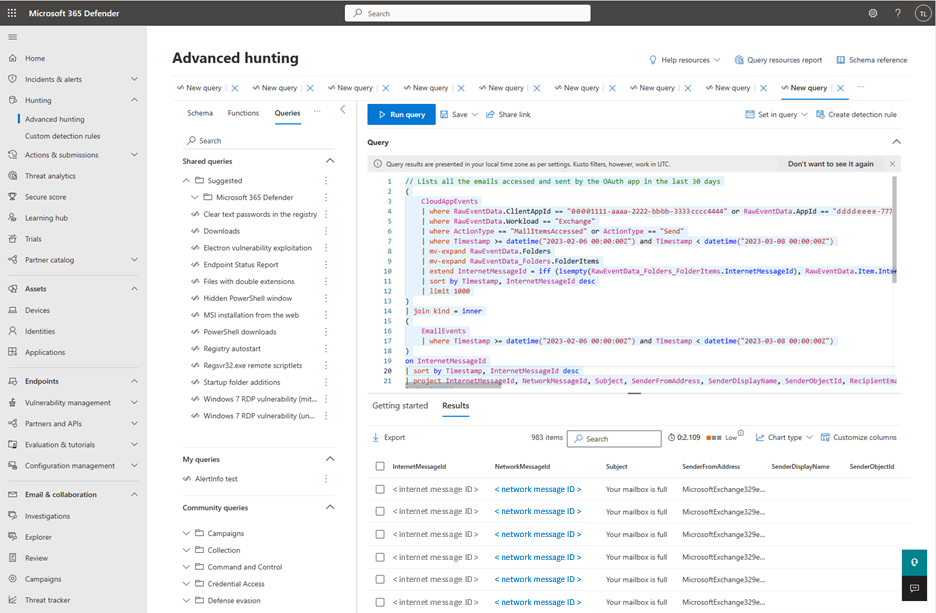 Microsoft 365 Defender
Search
?
TL
Home
Incidents & alerts
Hunting
Advanced hunting
Custom detection rules
Actions & submissions
Threat analytics
Secure score
Learning hub
Trials
Partner catalog
Assets
Devices
Identities
Applications
Endpoints
Vulnerability management
Partners and APIs
Evaluation & tutorials
Configuration management
Email & collaboration
Investigations
Explorer
Review
Campaigns
Threat tracker
Advanced hunting
Help resources
Query resources report
Schema reference
New query
New query
New query
New query
New query
New query
New query
New query
New query
Schema
Functions
Queries
Search
Shared queries
Suggested
Microsoft 365 Defender
Clear text passwords in the registry
Downloads
Electron vulnerability exploitation
Endpoint Status Report
Files with double extensions
Hidden PowerShell window
MSI installation from the web
PowerShell downloads
Registry autostart
Regsvr32.exe remote scriptlets
Startup folder additions
Windows 7 RDP vulnerability (mit...
Windows 7 RDP vulnerability (un...
My queries
AlertInfo test
Community queries
Campaigns
Collection
Command and Control
Credential Access
Defense evasion
Run query
Save
Share link
Set in query
Create detection rule
Query
Query results are presented in your local time zone as per settings. Kusto filters, however, work in UTC.
Don't want to see it again
1 // Lists all the emails accessed and sent by the OAuth app in the last 30 days
2 (
3 CloudAppEvents
4 | where RawEventData.ClientAppId == "00001111-aaaa-2222-bbbb-3333cccc4444" or RawEventData.AppId == "ddddeeee-777
5 | where RawEventData.Workload == "Exchange"
6 | where ActionType == "MailItemsAccessed" or ActionType == "Send"
7 | where Timestamp >= datetime("2023-02-06 00:00:00Z") and Timestamp < datetime("2023-03-08 00:00:00Z")
8 | mv-expand RawEventData.Folders
9 | mv-expand RawEventData_Folders.FolderItems
10 | extend InternetMessageId = iff (isempty(RawEventData_Folders_FolderItems.InternetMessageId), RawEventData.Item.Inte
11 | sort by Timestamp, InternetMessageId desc
12 | limit 1000
13 )
14 | join kind = inner
15 (
16 EmailEvents
17 | where Timestamp >= datetime("2023-02-06 00:00:00Z") and Timestamp < datetime("2023-03-08 00:00:00Z")
18 )
19 on InternetMessageId
20 | sort by Timestamp, InternetMessageId desc
21 | project InternetMessageId, NetworkMessageId, Subject, SenderFromAddress, SenderDisplayName, SenderObjectId, RecipientEma
Getting started
Results
Export
983 items
Search
0:2.109
Low
Chart type
Customize columns
InternetMessageId NetworkMessageId Subject SenderFromAddress SenderDisplayName SenderObjectId
< internet message ID > < network message ID > Your mailbox is full MicrosoftExchange329e...
< internet message ID > < network message ID > Your mailbox is full MicrosoftExchange329e...
< internet message ID > < network message ID > Your mailbox is full MicrosoftExchange329e...
< internet message ID > < network message ID > Your mailbox is full MicrosoftExchange329e...
< internet message ID > < network message ID > Your mailbox is full MicrosoftExchange329e...
< internet message ID > < network message ID > Your mailbox is full MicrosoftExchange329e...